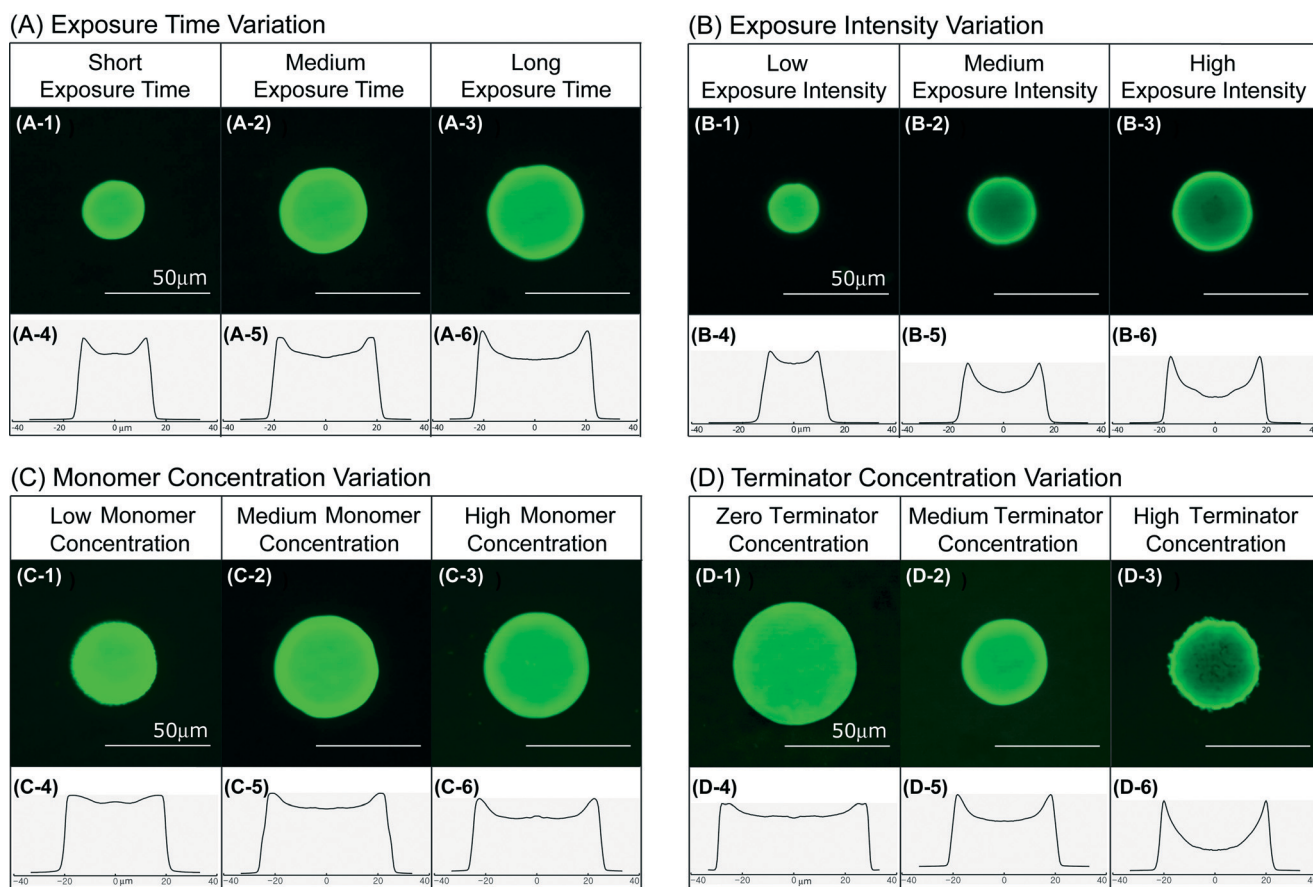 (A) Exposure Time Variation
Short
Exposure Time
Medium
Exposure Time
Long
Exposure Time
(A-1)
(A-2)
(A-3)
50μm
(A-4)
(A-5)
(A-6)
-40 -20 0 μm 20 40
-20 0 μm 20 40
-20 0 μm 20 40
(B) Exposure Intensity Variation
Low
Exposure Intensity
Medium
Exposure Intensity
High
Exposure Intensity
(B-1)
(B-2)
(B-3)
(B-4)
(B-5)
(B-6)
-40 -20 0 20 40
-40 -20 0 20 40
-40 -20 0 20 40
(C) Monomer Concentration Variation
Low Monomer
Concentration
Medium Monomer
Concentration
High Monomer
Concentration
(C-1)
(C-2)
(C-3)
50μm
(C-4)
(C-5)
(C-6)
-40 -20 0 μm 20 40
-20 0 μm 20 40
-20 0 μm 20 40
(D) Terminator Concentration Variation
Zero Terminator
Concentration
Medium Terminator
Concentration
High Terminator
Concentration
(D-1)
(D-2)
(D-3)
50μm
(D-4)
(D-5)
(D-6)
-40 -20 0 20 40
-20 0 20 40
-40 -20 0 20 40